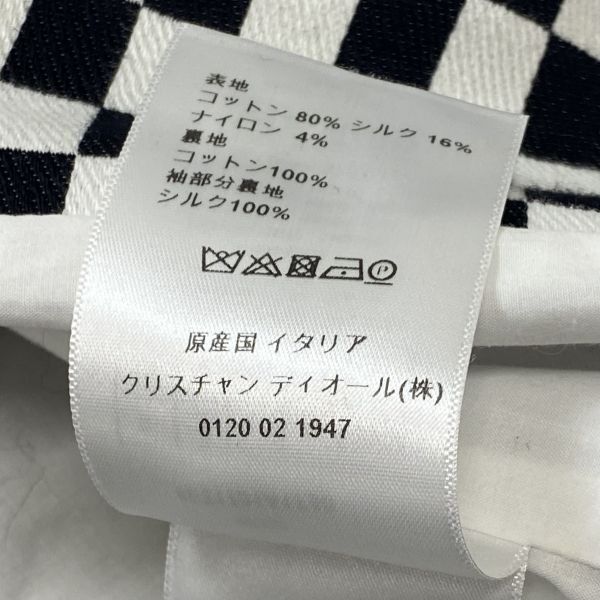 表地
コットン 80% シルク 16%
ナイロン 4%
裏地
コットン100%
袖部分裏地
シルク100%
原産国 イタリア
クリスチャン ディオール(株)
0120 02 1947